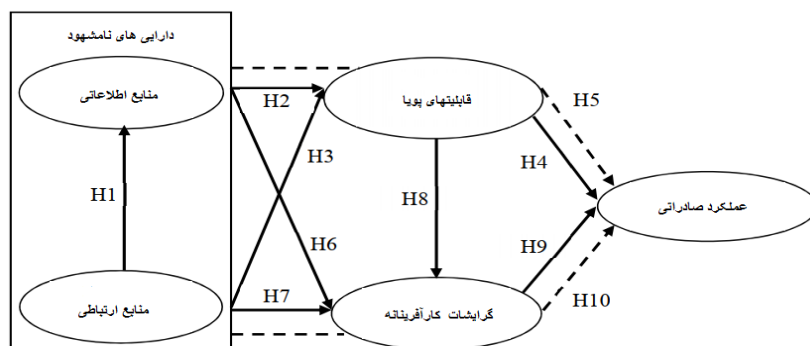 دارایی های نامشهود
منابع اطلاعاتی
قابلیتهای پویا
H5
H2
H3
H4
H1
H8
عملکرد صادراتی
H6
H9
H7
منابع ارتباطی
گرایشات کارآفرینانه
H10